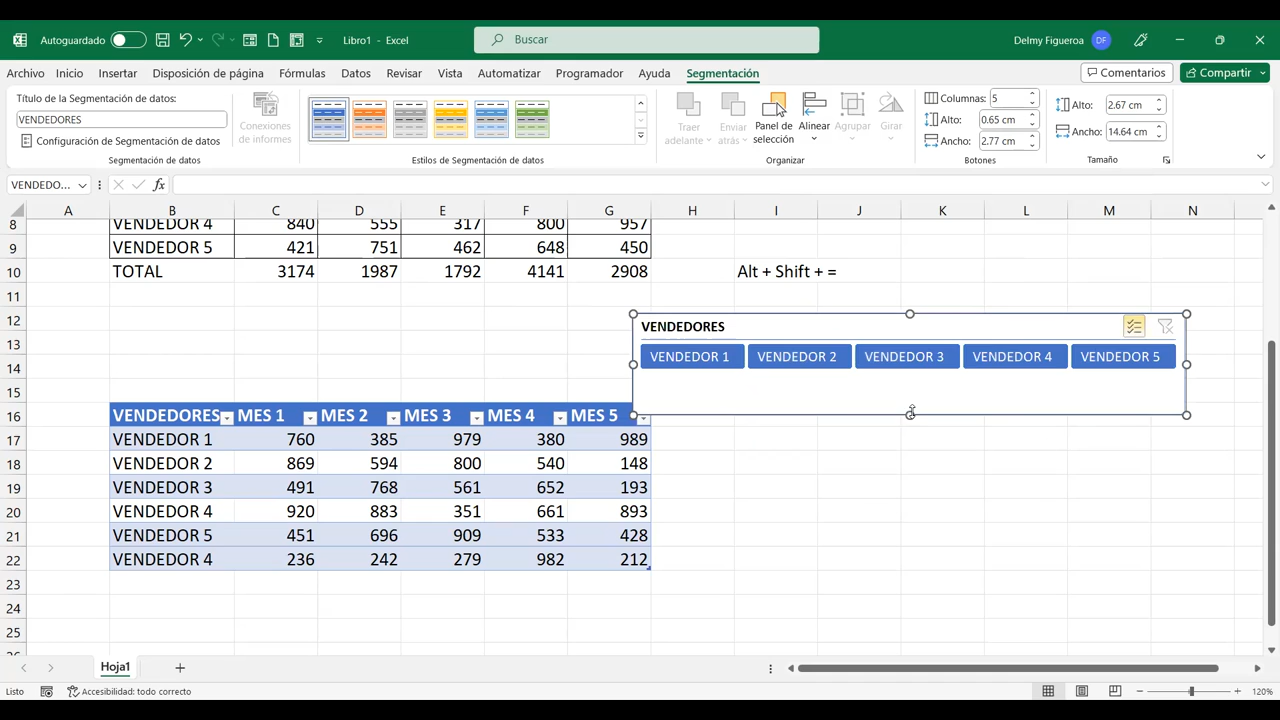 Autoguardado
Libro1 - Excel
Buscar
Delmy Figueroa
DF
Archivo Inicio Insertar Disposición de página Fórmulas Datos Revisar Vista Automatizar Programador Ayuda Segmentación
Comentarios
Compartir
Título de la Segmentación de datos:
VENDEDORES
Configuración de Segmentación de datos
Segmentación de datos
Conexiones
de informes
Estilos de Segmentación de datos
Traer
adelante
Enviar
atrás
Panel de
selección
Alinear
Agrupar
Girar
Organizar
Columnas: 5
Alto: 0.65 cm
Ancho: 2.77 cm
Botones
Alto: 2.67 cm
Ancho: 14.64 cm
Tamaño
VENDEDO...
fx
A B C D E F G H I J K L M N
8 VENDEDOR 4 840 555 317 800 957
9 VENDEDOR 5 421 751 462 648 450
10 TOTAL 3174 1987 1792 4141 2908 Alt + Shift + =
11
12
VENDEDORES
13
14
VENDEDOR 1 VENDEDOR 2 VENDEDOR 3 VENDEDOR 4 VENDEDOR 5
15
16 VENDEDORES MES 1 MES 2 MES 3 MES 4 MES 5
17 VENDEDOR 1 760 385 979 380 989
18 VENDEDOR 2 869 594 800 540 148
19 VENDEDOR 3 491 768 561 652 193
20 VENDEDOR 4 920 883 351 661 893
21 VENDEDOR 5 451 696 909 533 428
22 VENDEDOR 4 236 242 279 982 212
23
24
25
Hoja1
Listo
Accesibilidad: todo correcto
120%